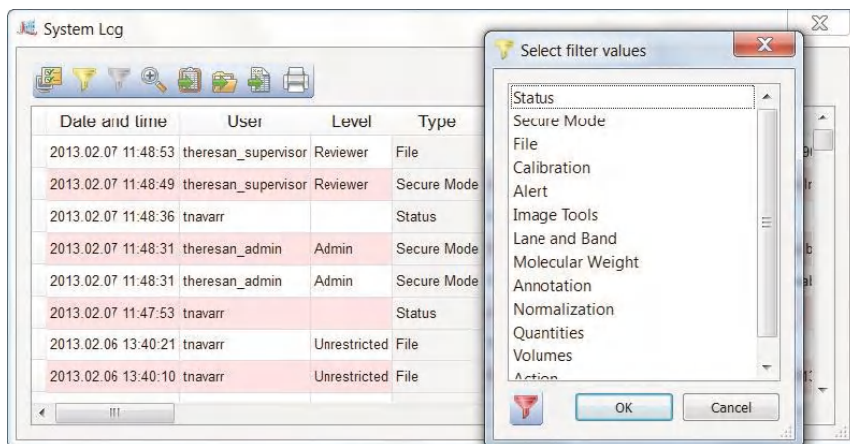 System Log
Select filter values
Date and time User Level Type
2013.02.07 11:48:53 theresan_supervisor Reviewer File
2013.02.07 11:48:49 theresan_supervisor Reviewer Secure Mode
2013.02.07 11:48:36 tnavarr Status
2013.02.07 11:48:31 theresan_admin Admin Secure Mode
2013.02.07 11:48:31 theresan_admin Admin Secure Mode
2013.02.07 11:47:53 tnavarr Status
2013.02.06 13:40:21 tnavarr Unrestricted File
2013.02.06 13:40:10 tnavarr Unrestricted File
Status
Secure Mode
File
Calibration
Alert
Image Tools
Lane and Band
Molecular Weight
Annotation
Normalization
Quantities
Volumes
Action
OK Cancel